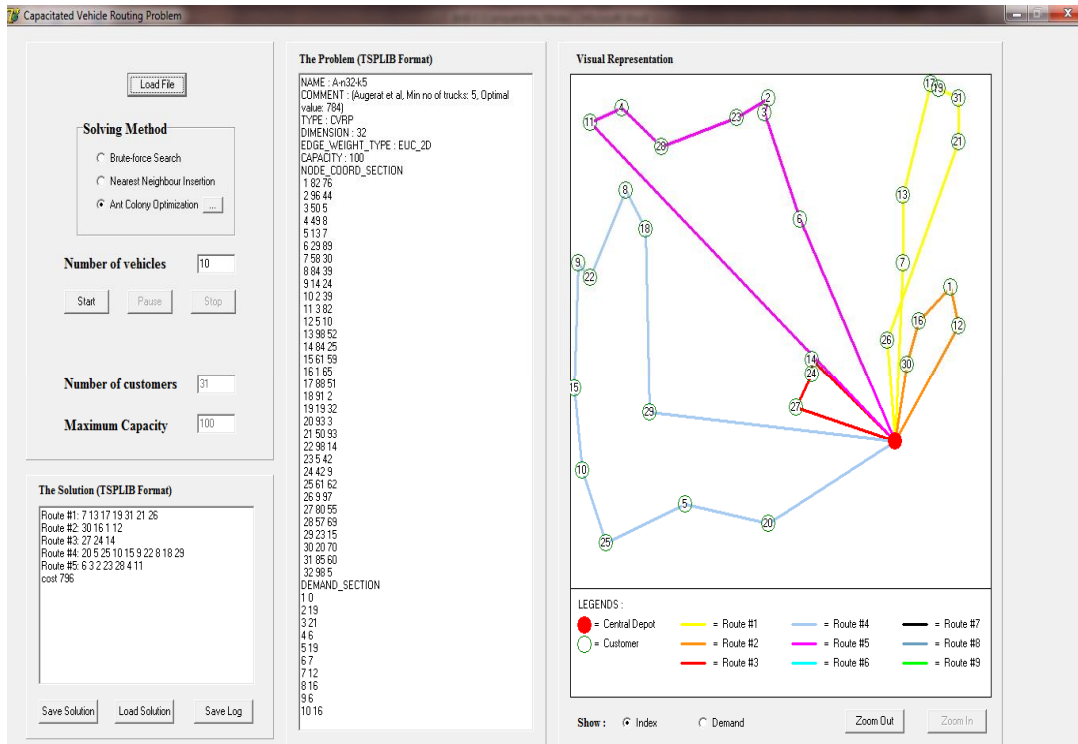 Capacitated Vehicle Routing Problem
Load File
Solving Method
Brute-force Search
Nearest Neighbour Insertion
Ant Colony Optimization ...
Number of vehicles 10
Start Pause Stop
Number of customers 31
Maximum Capacity 100
The Solution (TSPLIB Format)
Route #1: 7 13 17 19 31 21 26
Route #2: 30 16 1 12
Route #3: 27 24 14
Route #4: 20 5 25 10 15 9 22 8 18 29
Route #5: 6 3 2 23 28 4 11
cost 796
Save Solution Load Solution Save Log
The Problem (TSPLIB Format)
NAME : A-n32-k5
COMMENT : (Augerat et al, Min no of trucks: 5, Optimal
value: 784)
TYPE : CVRP
DIMENSION : 32
EDGE_WEIGHT_TYPE : EUC_2D
CAPACITY : 100
NODE_COORD_SECTION
1 82 76
2 96 44
3 50 5
4 49 8
5 13 7
6 29 89
7 58 30
8 84 39
9 14 24
10 2 39
11 3 82
12 5 10
13 98 52
14 84 25
15 61 59
16 1 65
17 88 51
18 91 2
19 19 32
20 93 3
21 50 93
22 98 14
23 5 42
24 42 9
25 61 62
26 9 97
27 80 55
28 57 69
29 23 15
30 20 70
31 85 60
32 98 5
DEMAND_SECTION
1 0
2 19
3 21
4 6
5 19
6 7
7 12
8 16
9 6
10 16
Visual Representation
17
19
31
2
4
3
23
11
21
28
8
13
6
18
9
7
22
1
16
12
26
14
30
24
15
27
29
10
5
20
25
LEGENDS :
= Central Depot = Route #1 = Route #4 = Route #7
= Customer = Route #2 = Route #5 = Route #8
= Route #3 = Route #6 = Route #9
Show : Index Demand Zoom Out Zoom In